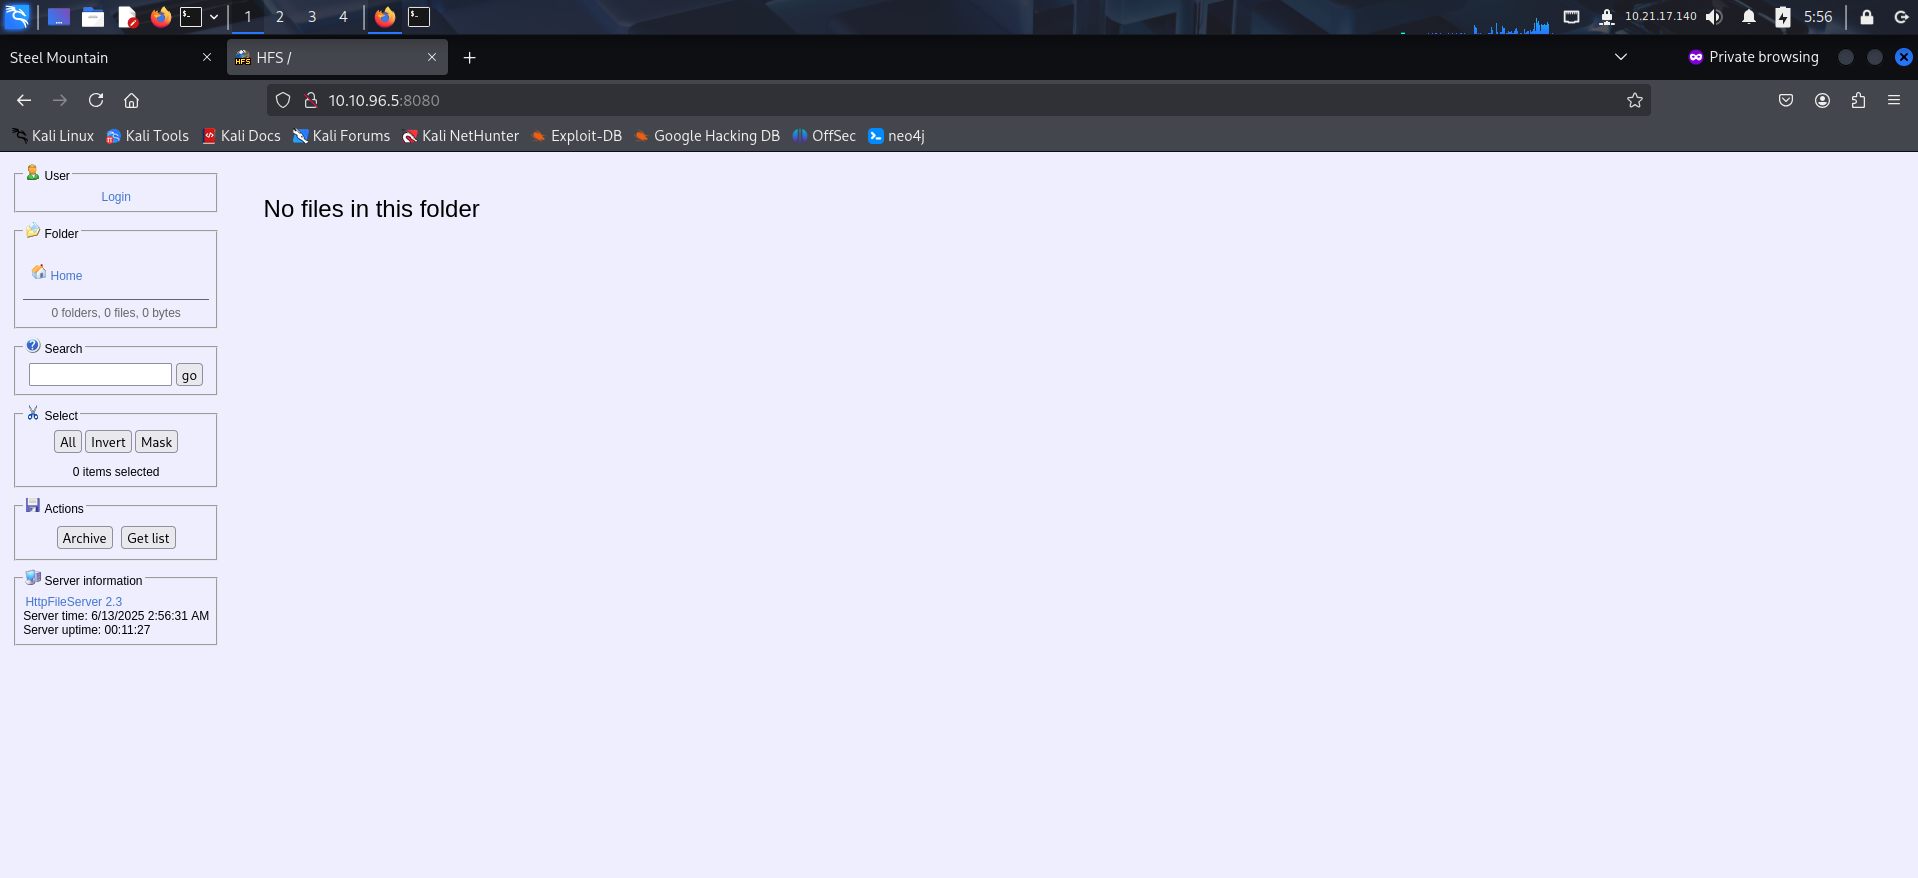 1 2 3 4 10.21.17.140 5:56
Steel Mountain HFS / Private browsing
10.10.96.5:8080
Kali Linux Kali Tools Kali Docs Kali Forums Kali NetHunter Exploit-DB Google Hacking DB OffSec neo4j
User
Login
No files in this folder
Folder
Home
0 folders, 0 files, 0 bytes
Search
go
Select
All Invert Mask
0 items selected
Actions
Archive Get list
Server information
HttpFileServer 2.3
Server time: 6/13/2025 2:56:31 AM
Server uptime: 00:11:27